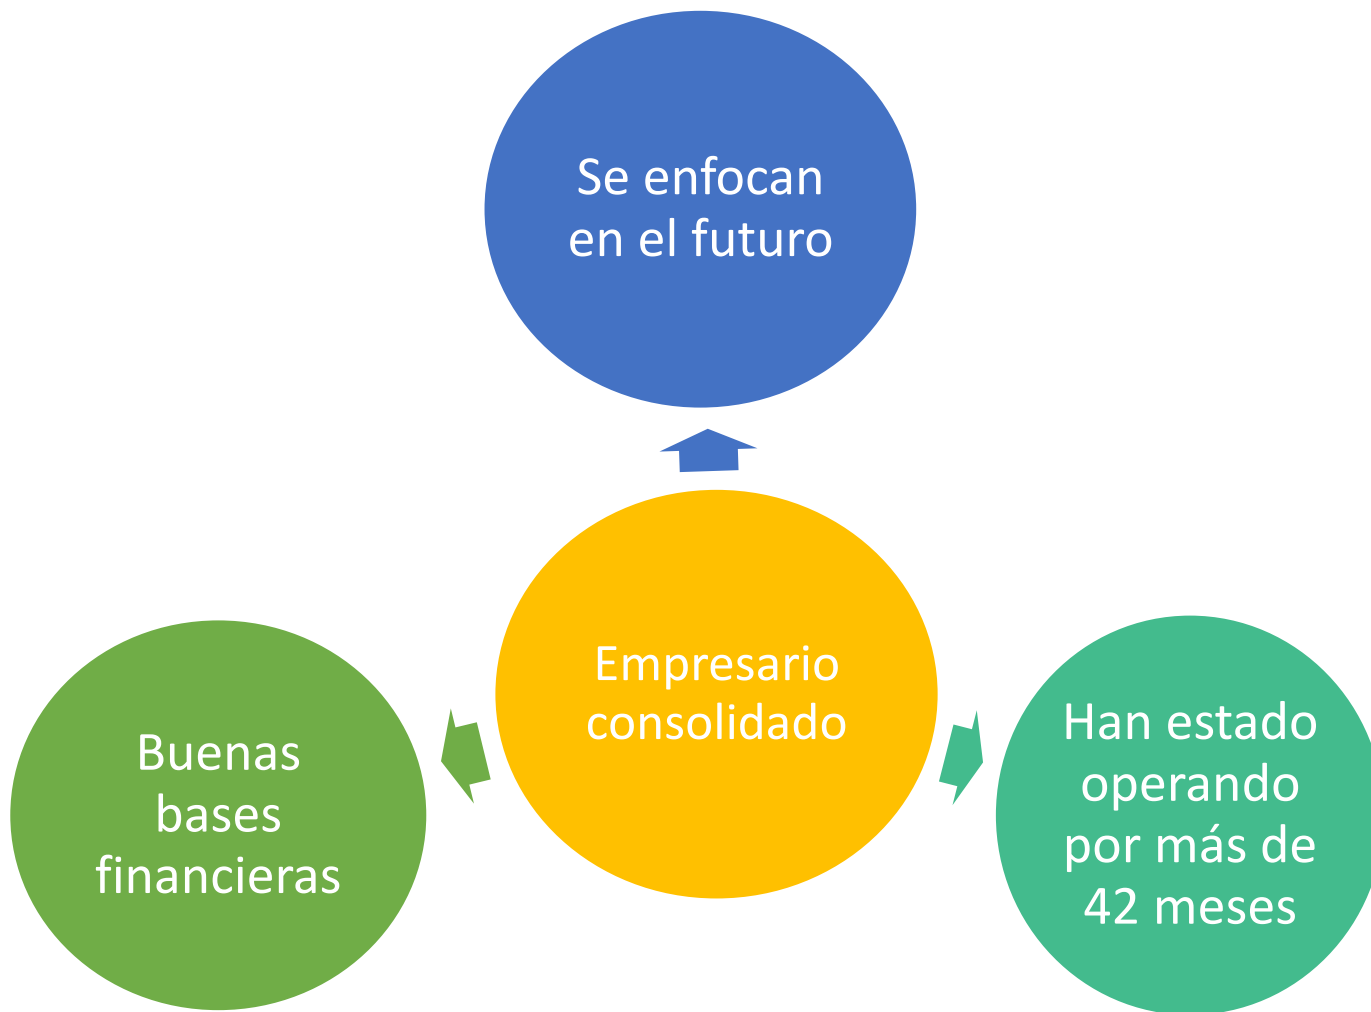 Se enfocan
en el futuro
Empresario
consolidado
Buenas
bases
financieras
Han estado
operando
por más de
42 meses